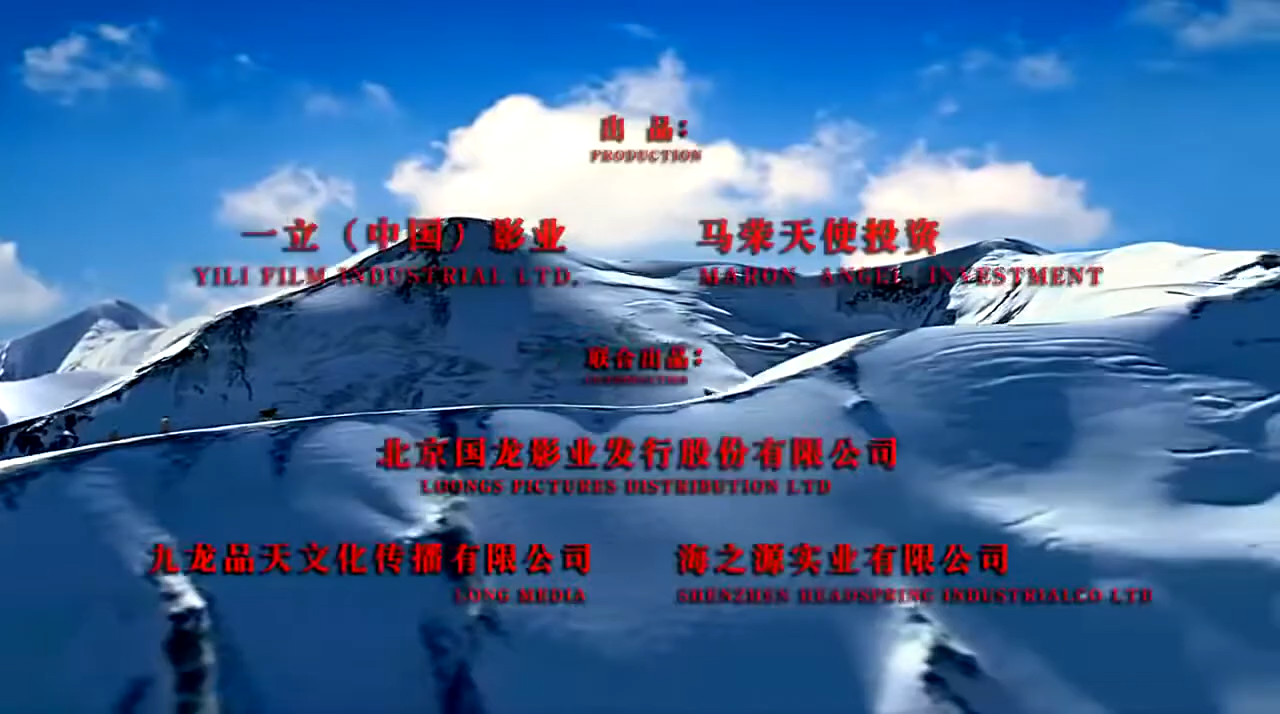 出 品：
PRODUCTION
一立（中国）影业 马荣天使投资
YILI FILM INDUSTRIAL LTD. MARON ANGEL INVESTMENT
联合出品：
北京国龙影业发行股份有限公司
LOONGS PICTURES DISTRIBUTION LTD
九龙品天文化传播有限公司 海之源实业有限公司
LONG MEDIA SHENZHEN HEADSPRING INDUSTRIALCO LTD